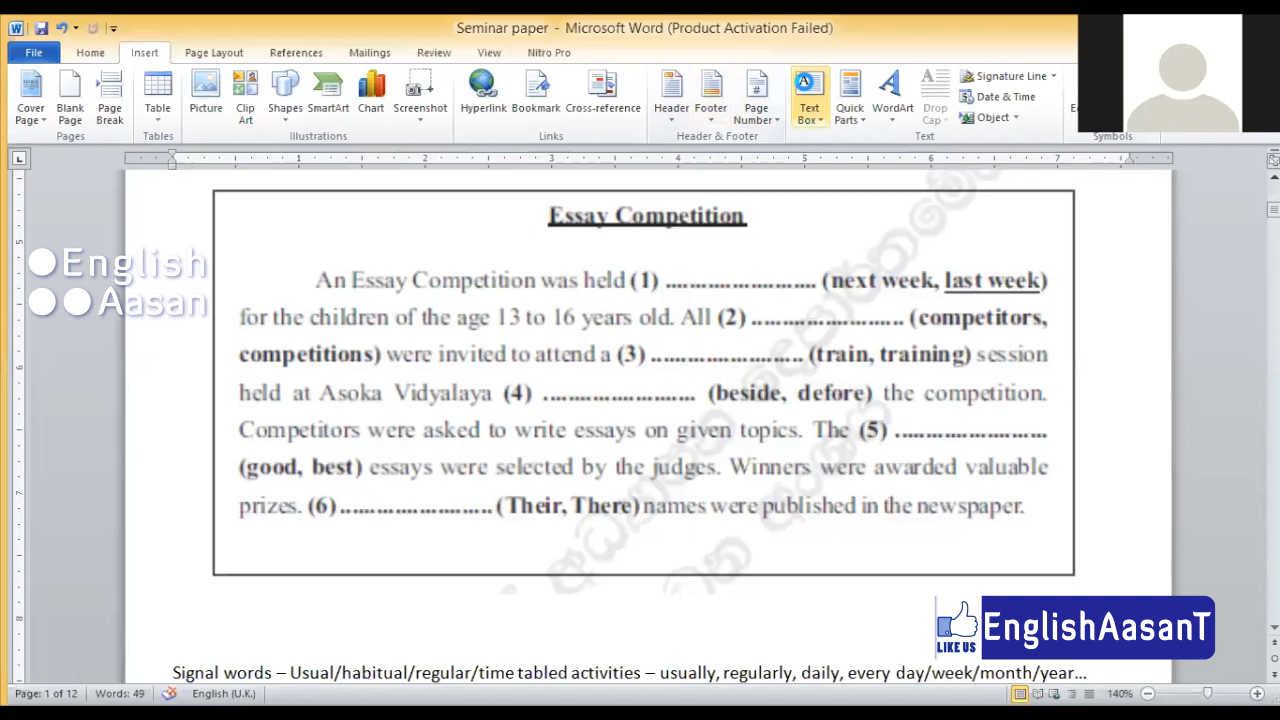 Seminar paper - Microsoft Word (Product Activation Failed)
File Home Insert Page Layout References Mailings Review View Nitro Pro
Cover Page Blank Page Page Break Table Picture Clip Art Shapes SmartArt Chart Screenshot Hyperlink Bookmark Cross-reference Header Footer Page Number Text Box Quick Parts WordArt Drop Cap Signature Line
Date & Time
Object
Pages Tables Illustrations Links Header & Footer Text Symbols
1 2 3 4 5 6 7
Essay Competition
English
Aasan
An Essay Competition was held (1) ........................ (next week, last week)
for the children of the age 13 to 16 years old. All (2) ........................ (competitors,
competitions) were invited to attend a (3) ........................ (train, training) session
held at Asoka Vidyalaya (4) ........................ (beside, defore) the competition.
Competitors were asked to write essays on given topics. The (5) ........................
(good, best) essays were selected by the judges. Winners were awarded valuable
prizes. (6) ........................ (Their, There) names were published in the newspaper.
LIKE US EnglishAasanT
Signal words – Usual/habitual/regular/time tabled activities – usually, regularly, daily, every day/week/month/year...
Page: 1 of 12 Words: 49 English (U.K.) 140%